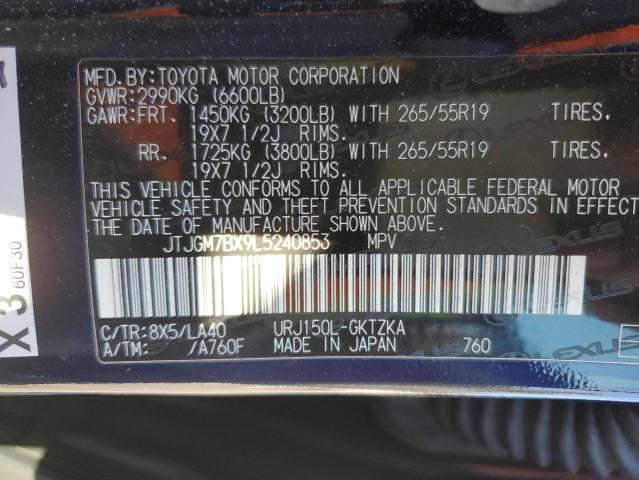 MFD.BY:TOYOTA MOTOR CORPORATION
GVWR:2990KG (6600LB)
GAWR:FRT. 1450KG (3200LB) WITH 265/55R19 TIRES.
19X7 1/2J RIMS.
RR. 1725KG (3800LB) WITH 265/55R19 TIRES.
19X7 1/2J RIMS.
THIS VEHICLE CONFORMS TO ALL APPLICABLE FEDERAL MOTOR
VEHICLE SAFETY AND THEFT PREVENTION STANDARDS IN EFFECT
THE DATE OF MANUFACTURE SHOWN ABOVE.
JTJGM7BX9L5240853 MPV
C/TR:8X5/LA40 URJ150L-GKTZKA
A/TM: /A760F MADE IN JAPAN 760
X3
60F30
LEXUS
LEXUS
LEXUS